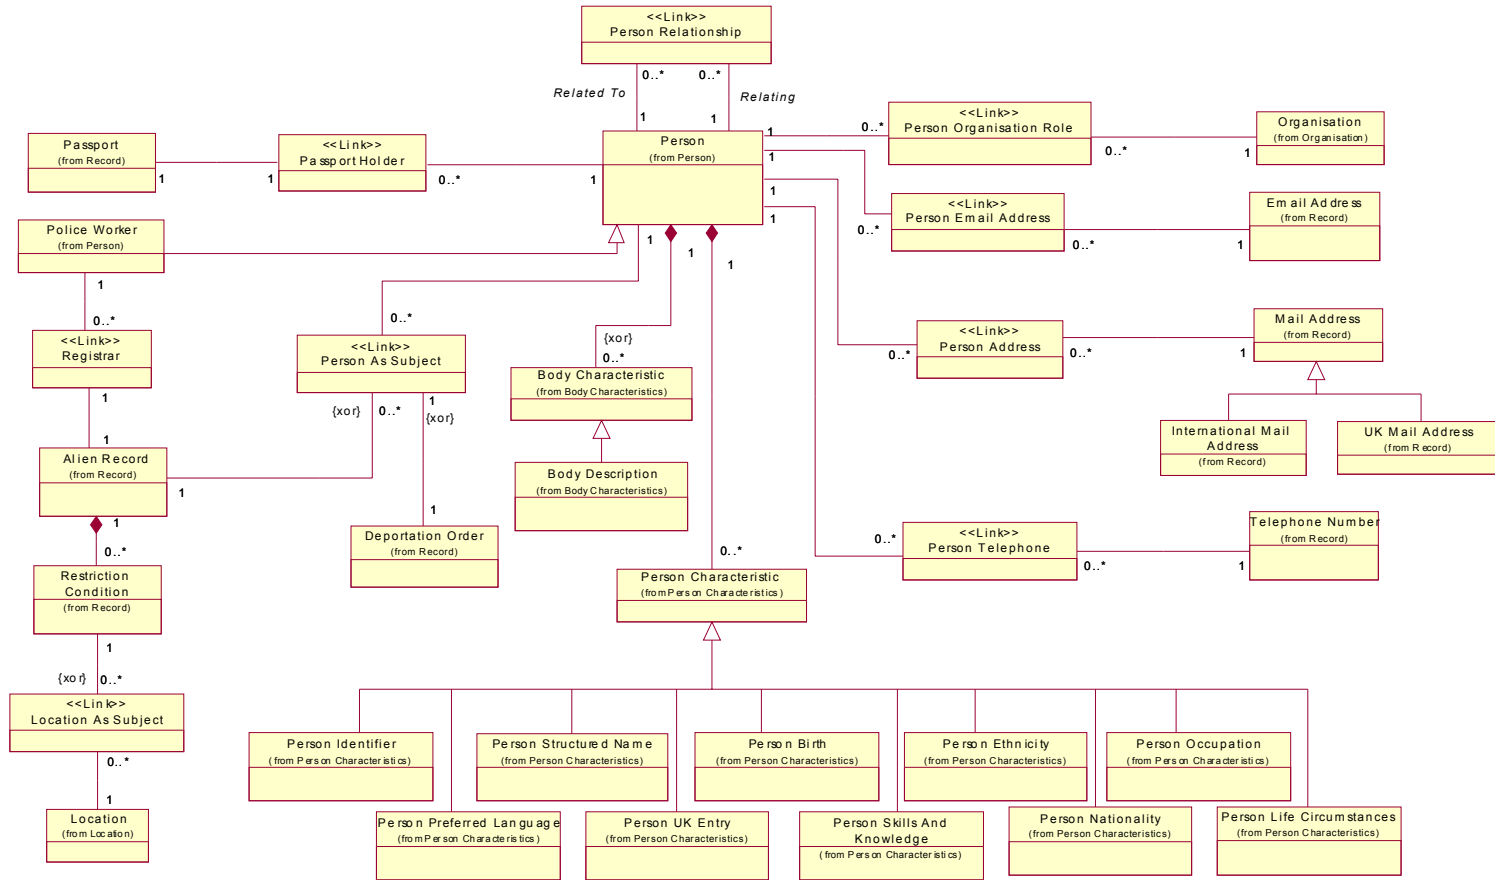 <<Link>>
Person Relationship
0..*
0..*
Related To
Relating
1
1
Passport
(from Record)
1
<<Link>>
Passport Holder
1
0..*
Person
(from Person)
1
1
1
1
1
0..*
<<Link>>
Person Organisation Role
0..*
Organisation
(from Organisation)
1
<<Link>>
Person Email Address
0..*
0..*
Email Address
(from Record)
1
Police Worker
(from Person)
1
0..*
1
1
1
<<Link>>
Registrar
1
0..*
<<Link>>
Person As Subject
{xor}
0..*
1
{xor}
{xor}
0..*
Body Characteristic
(from Body Characteristics)
Body Description
(from Body Characteristics)
<<Link>>
Person Address
0..*
0..*
Mail Address
(from Record)
1
International Mail
Address
(from Record)
UK Mail Address
(from Record)
1
Alien Record
(from Record)
1
1
0..*
1
Deportation Order
(from Record)
0..*
<<Link>>
Person Telephone
0..*
Telephone Number
(from Record)
1
Restriction
Condition
(from Record)
1
{xor}
0..*
0..*
Person Characteristic
(from Person Characteristics)
<<Link>>
Location As Subject
0..*
1
Location
(from Location)
Person Identifier
(from Person Characteristics)
Person Structured Name
(from Person Characteristics)
Person Birth
(from Person Characteristics)
Person Ethnicity
(from Person Characteristics)
Person Occupation
(from Person Characteristics)
Person Preferred Language
(from Person Characteristics)
Person UK Entry
(from Person Characteristics)
Person Skills And
Knowledge
(from Person Characteristics)
Person Nationality
(from Person Characteristics)
Person Life Circumstances
(from Person Characteristics)